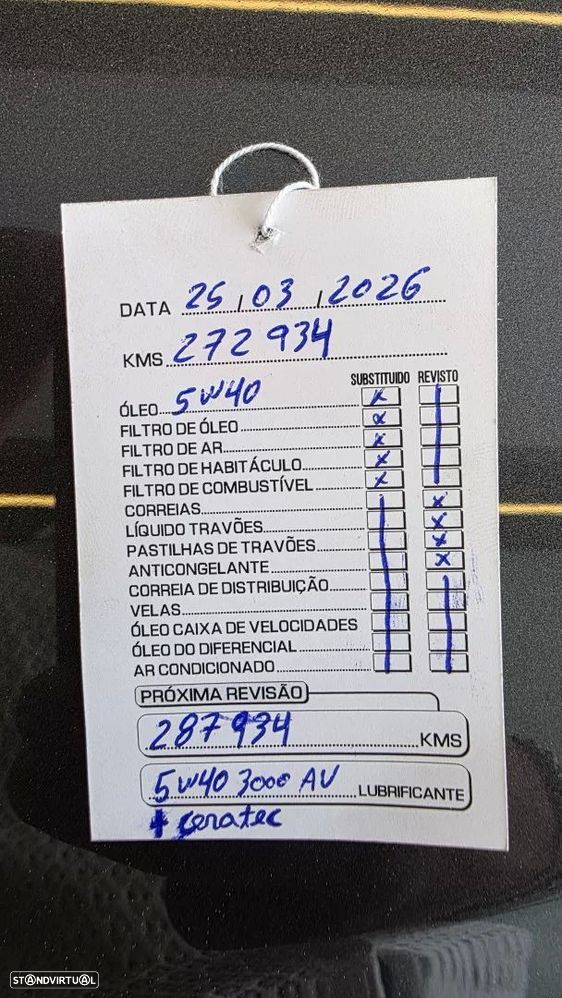 DATA 25 / 03 / 2026
KMS 272 934
SUBSTITUIDO REVISTO
ÓLEO 5W40 x
FILTRO DE ÓLEO x
FILTRO DE AR x
FILTRO DE HABITÁCULO x
FILTRO DE COMBUSTÍVEL x
CORREIAS x
LÍQUIDO TRAVÕES x
PASTILHAS DE TRAVÕES x
ANTICONGELANTE x
CORREIA DE DISTRIBUIÇÃO
VELAS
ÓLEO CAIXA DE VELOCIDADES
ÓLEO DO DIFERENCIAL
AR CONDICIONADO
PRÓXIMA REVISÃO
287934 KMS
5W40 3000 AV LUBRIFICANTE
+ ceratec
STANDVIRTUAL